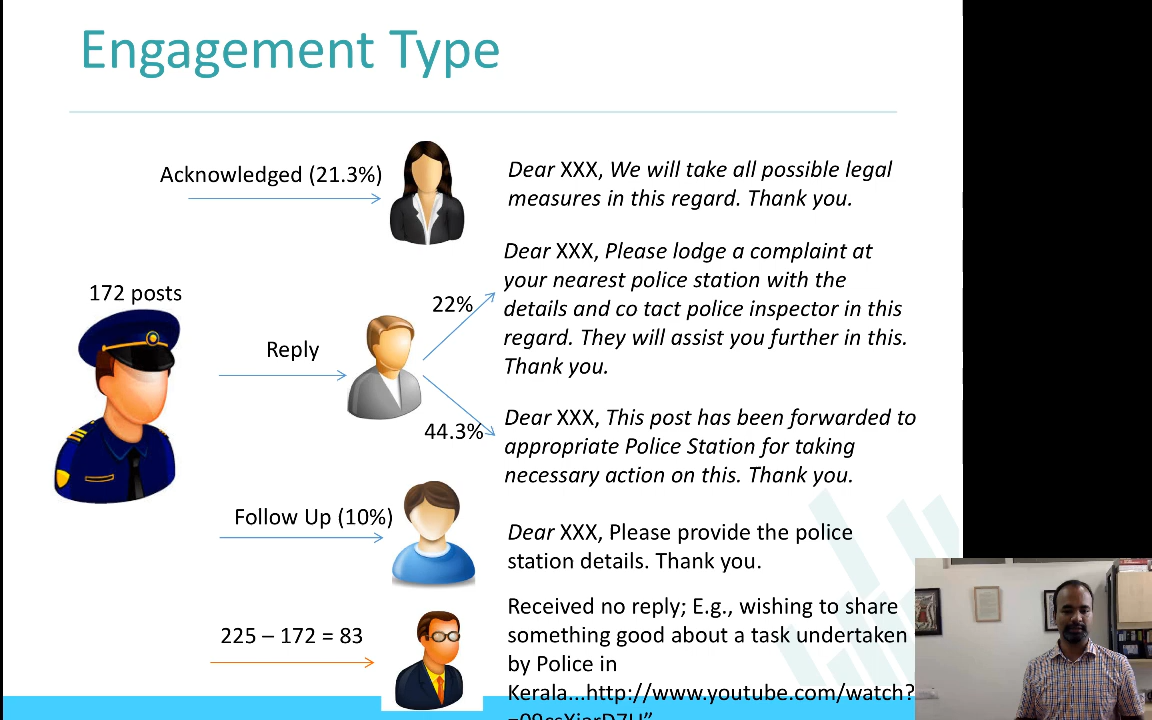 Engagement Type
Acknowledged (21.3%)
Dear XXX, We will take all possible legal
measures in this regard. Thank you.
172 posts
Reply
22%
Dear XXX, Please lodge a complaint at
your nearest police station with the
details and co tact police inspector in this
regard. They will assist you further in this.
Thank you.
44.3%
Dear XXX, This post has been forwarded to
appropriate Police Station for taking
necessary action on this. Thank you.
Follow Up (10%)
Dear XXX, Please provide the police
station details. Thank you.
225 – 172 = 83
Received no reply; E.g., wishing to share
something good about a task undertaken
by Police in
Kerala...http://www.youtube.com/watch?